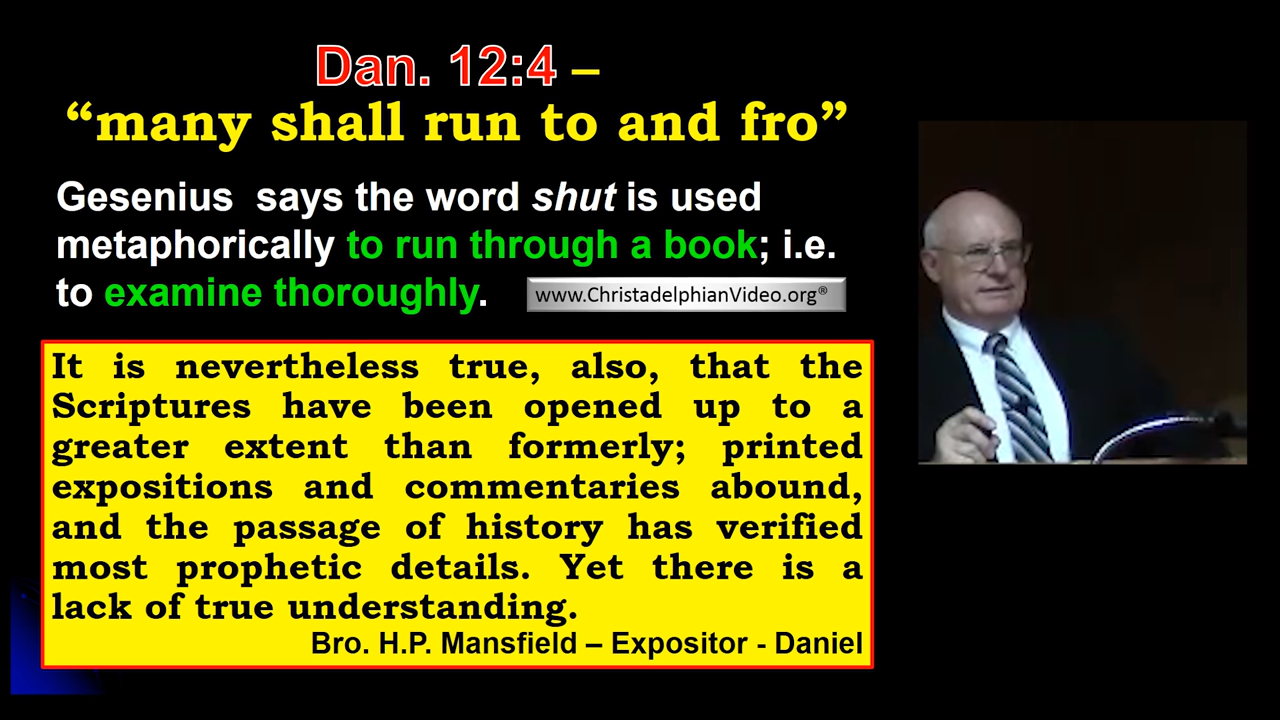 Dan. 12:4 –
“many shall run to and fro”
Gesenius says the word shut is used
metaphorically to run through a book; i.e.
to examine thoroughly.
www.ChristadelphianVideo.org®
It is nevertheless true, also, that the
Scriptures have been opened up to a
greater extent than formerly; printed
expositions and commentaries abound,
and the passage of history has verified
most prophetic details. Yet there is a
lack of true understanding.
Bro. H.P. Mansfield – Expositor - Daniel